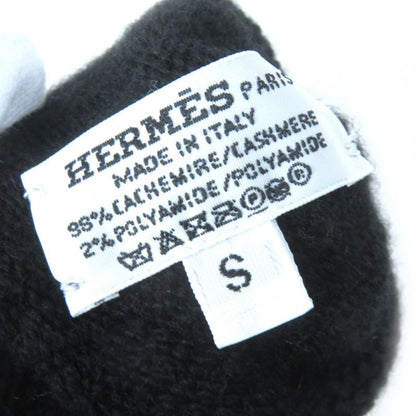 HERMÈS PARIS
MADE IN ITALY
98% CACHEMIRE/CASHMERE
2% POLYAMIDE/POLYAMIDE
S